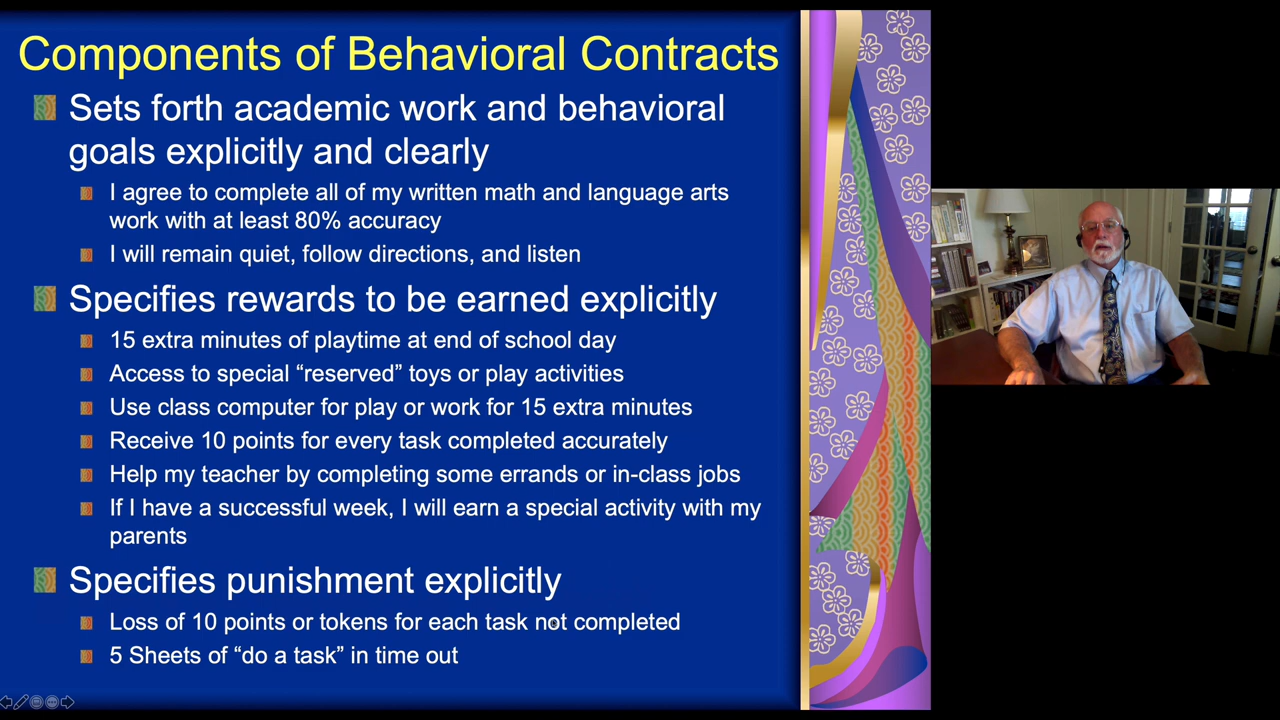 Components of Behavioral Contracts
Sets forth academic work and behavioral
goals explicitly and clearly
I agree to complete all of my written math and language arts
work with at least 80% accuracy
I will remain quiet, follow directions, and listen
Specifies rewards to be earned explicitly
15 extra minutes of playtime at end of school day
Access to special “reserved” toys or play activities
Use class computer for play or work for 15 extra minutes
Receive 10 points for every task completed accurately
Help my teacher by completing some errands or in-class jobs
If I have a successful week, I will earn a special activity with my
parents
Specifies punishment explicitly
Loss of 10 points or tokens for each task not completed
5 Sheets of “do a task” in time out